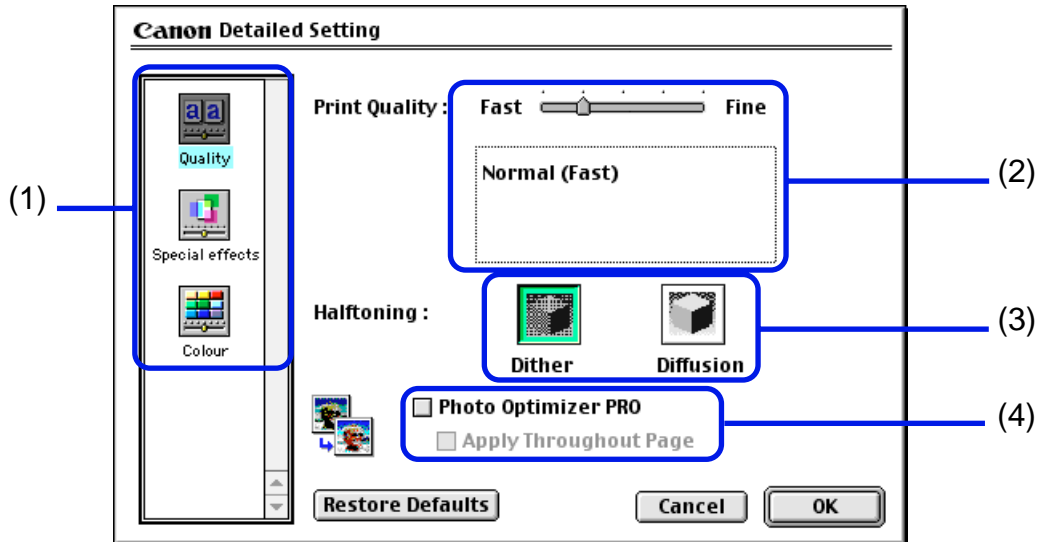 Canon Detailed Setting
a a
Quality
Special effects
Colour
(1)
Print Quality : Fast Fine
Normal (Fast)
(2)
Halftoning :
Dither Diffusion
(3)
Photo Optimizer PRO
Apply Throughout Page
(4)
Restore Defaults Cancel OK